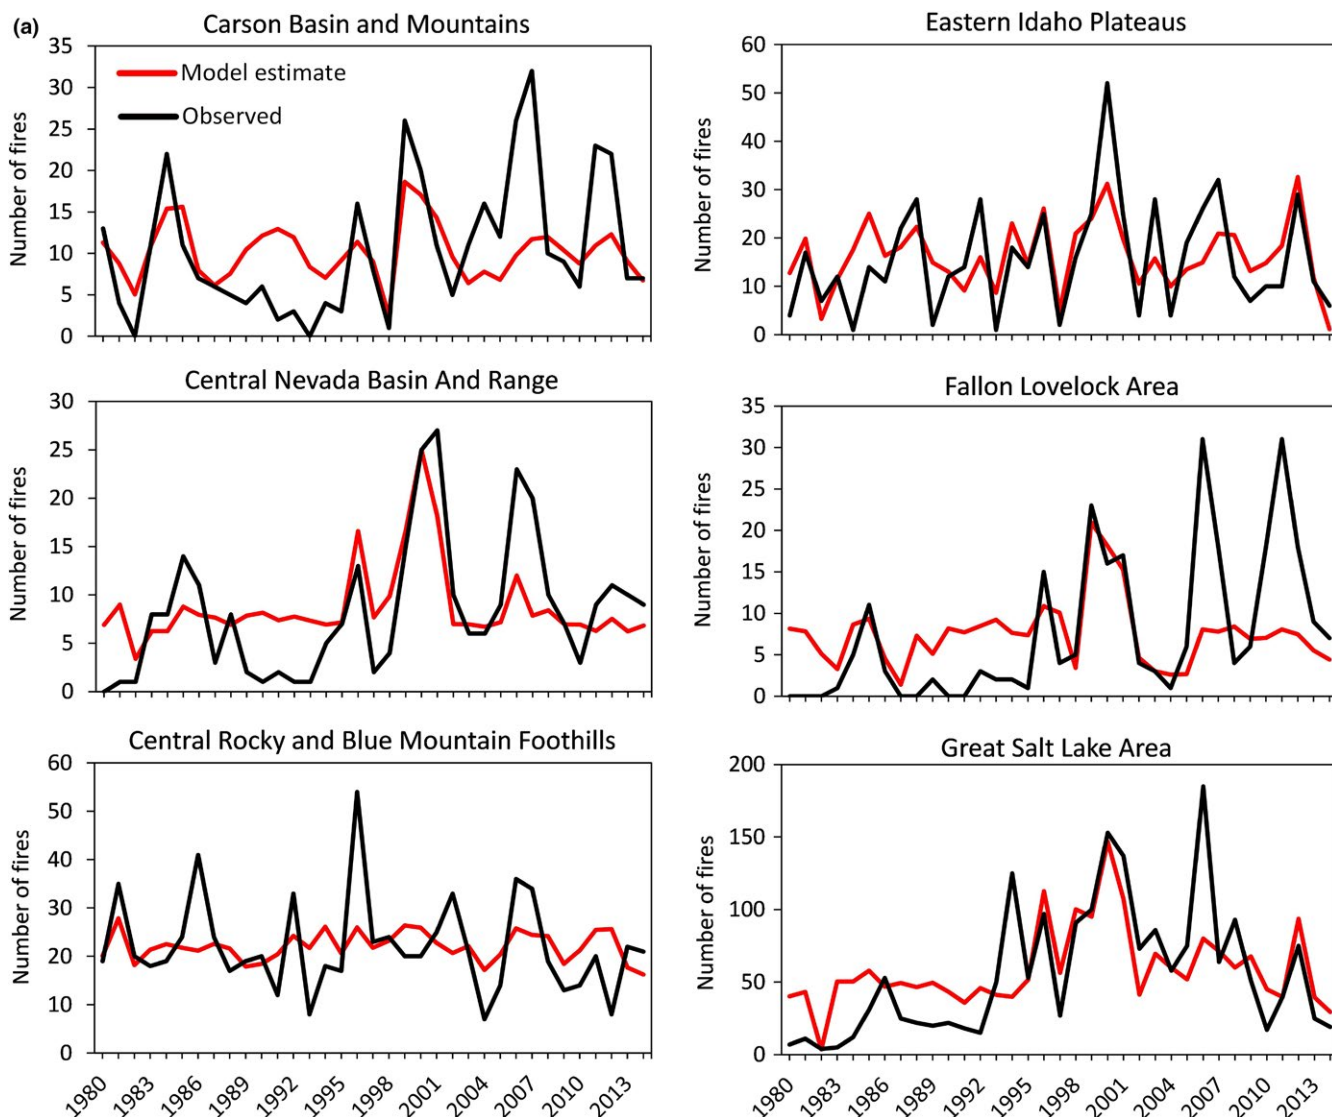 (a)
Carson Basin and Mountains
Number of fires
35
30
25
20
15
10
5
0
Model estimate
Observed
Eastern Idaho Plateaus
Number of fires
60
50
40
30
20
10
0
Central Nevada Basin And Range
Number of fires
30
25
20
15
10
5
0
Fallon Lovelock Area
Number of fires
35
30
25
20
15
10
5
0
Central Rocky and Blue Mountain Foothills
Number of fires
60
50
40
30
20
10
0
1980 1983 1986 1989 1992 1995 1998 2001 2004 2007 2010 2013
Great Salt Lake Area
Number of fires
200
150
100
50
0
1980 1983 1986 1989 1992 1995 1998 2001 2004 2007 2010 2013